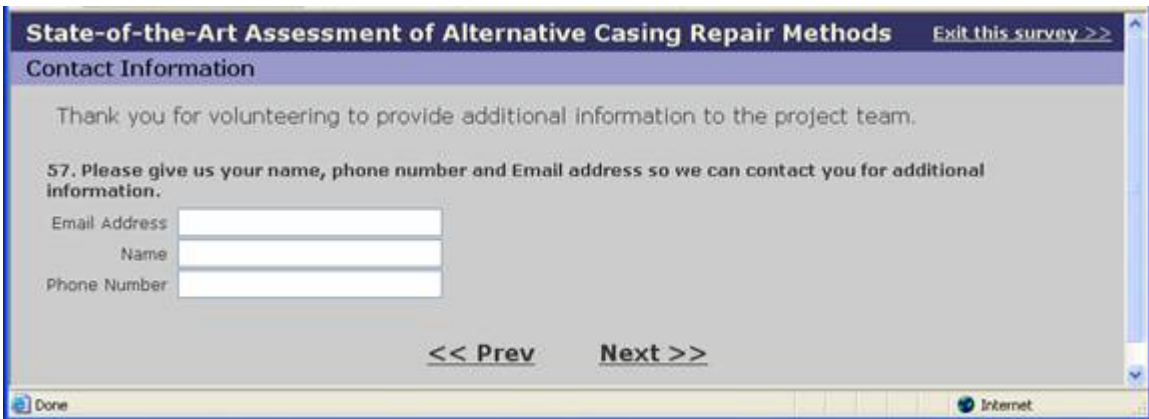 State-of-the-Art Assessment of Alternative Casing Repair Methods Exit this survey >>
Contact Information
Thank you for volunteering to provide additional information to the project team.
57. Please give us your name, phone number and Email address so we can contact you for additional
information.
Email Address
Name
Phone Number
<< Prev Next >>
Done Internet